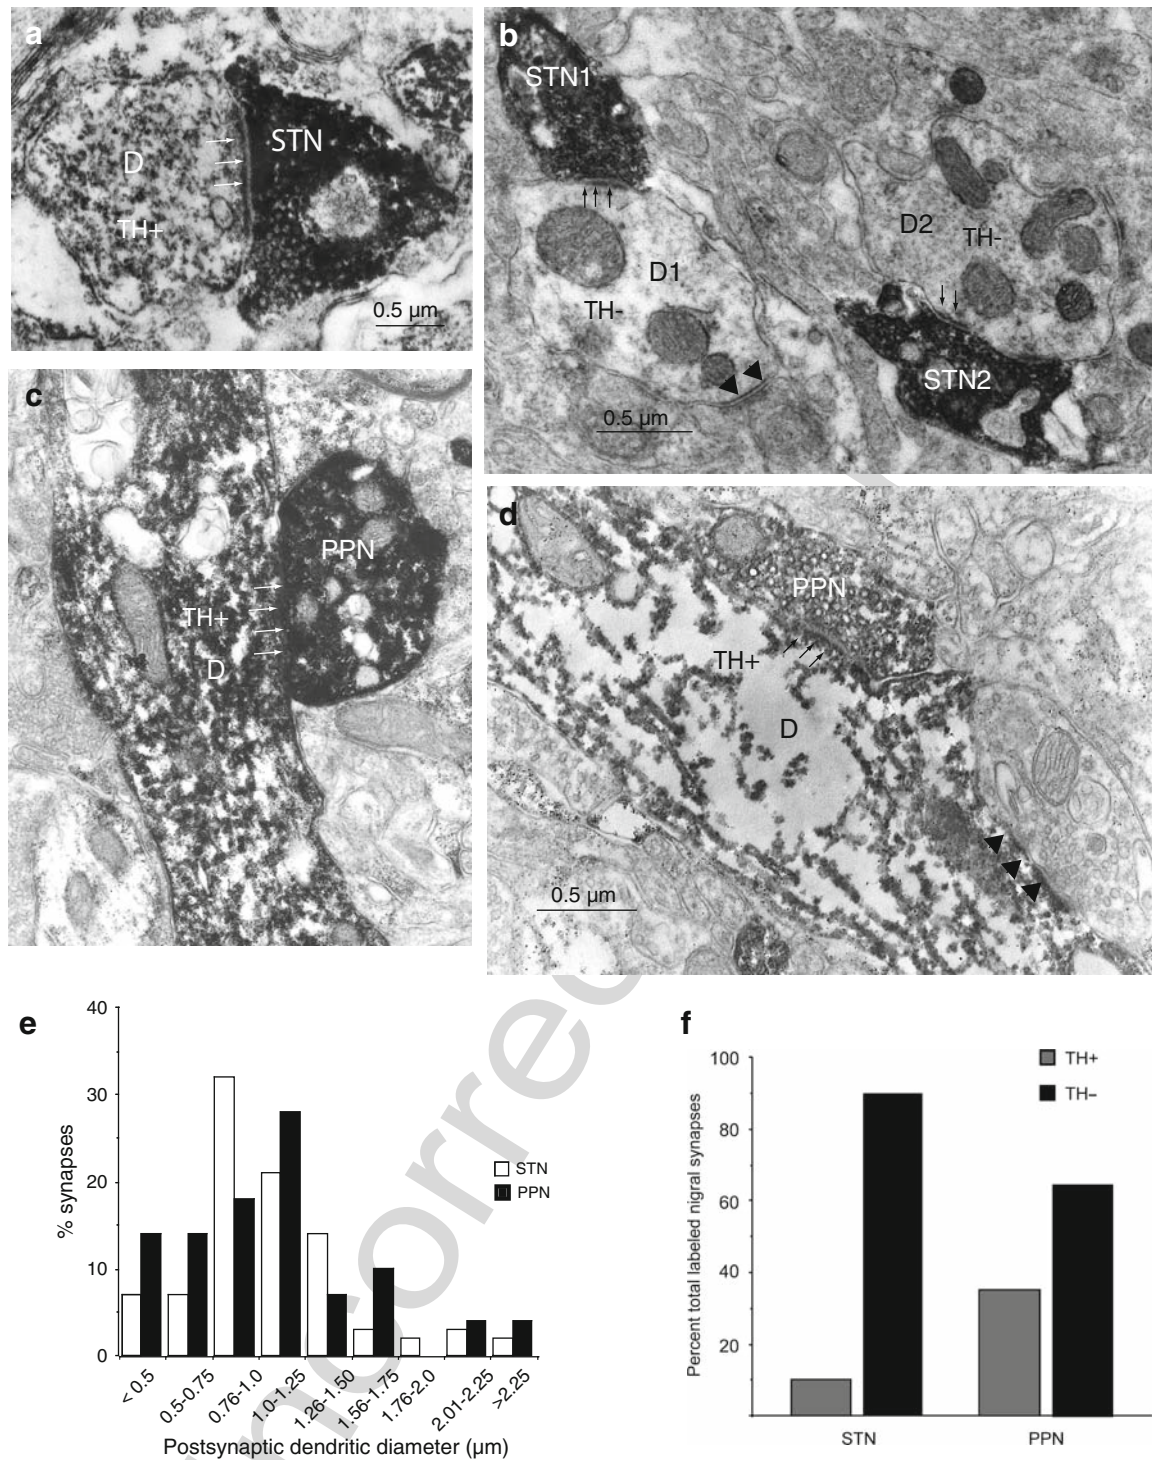 a
STN
D
TH+
0.5 µm
b
STN1
D2
TH-
D1
TH-
STN2
0.5 µm
c
PPN
TH+
D
d
PPN
TH+
D
0.5 µm
e
40
30
20
10
0
% synapses
STN
PPN
< 0.5
0.5-0.75
0.76-1.0
1.0-1.25
1.26-1.50
1.56-1.75
1.76-2.0
2.01-2.25
>2.25
Postsynaptic dendritic diameter (µm)
f
100
80
60
40
20
Percent total labeled nigral synapses
TH+
TH–
STN
PPN